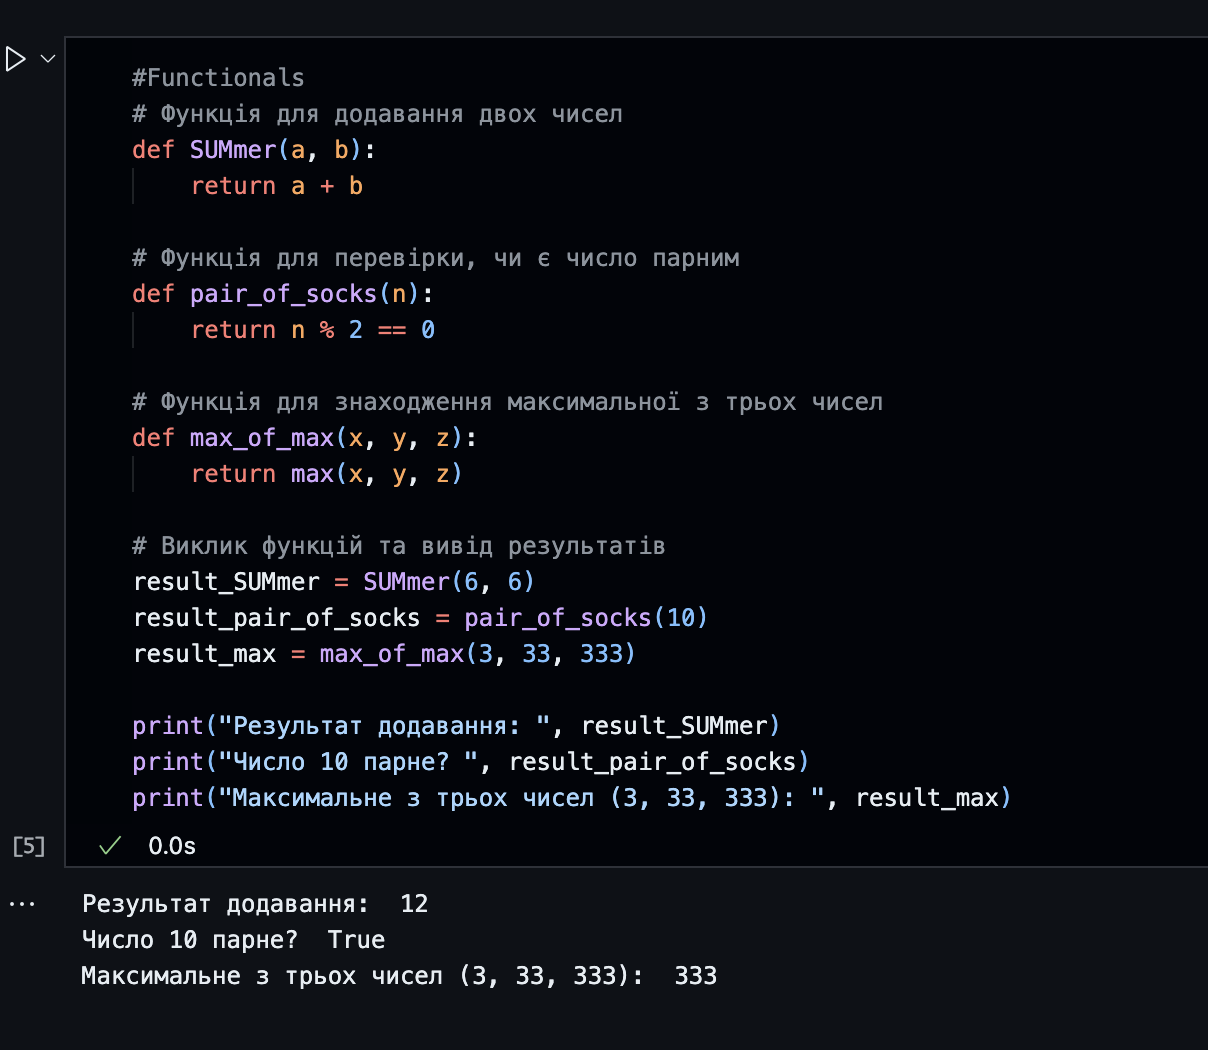 #Functionals
# Функція для додавання двох чисел
def SUMmer(a, b):
    return a + b
# Функція для перевірки, чи є число парним
def pair_of_socks(n):
    return n % 2 == 0
# Функція для знаходження максимальної з трьох чисел
def max_of_max(x, y, z):
    return max(x, y, z)
# Виклик функцій та вивід результатів
result_SUMmer = SUMmer(6, 6)
result_pair_of_socks = pair_of_socks(10)
result_max = max_of_max(3, 33, 333)
print("Результат додавання: ", result_SUMmer)
print("Число 10 парне? ", result_pair_of_socks)
print("Максимальне з трьох чисел (3, 33, 333): ", result_max)
[5] 0.0s
... Результат додавання:  12
Число 10 парне?  True
Максимальне з трьох чисел (3, 33, 333):  333